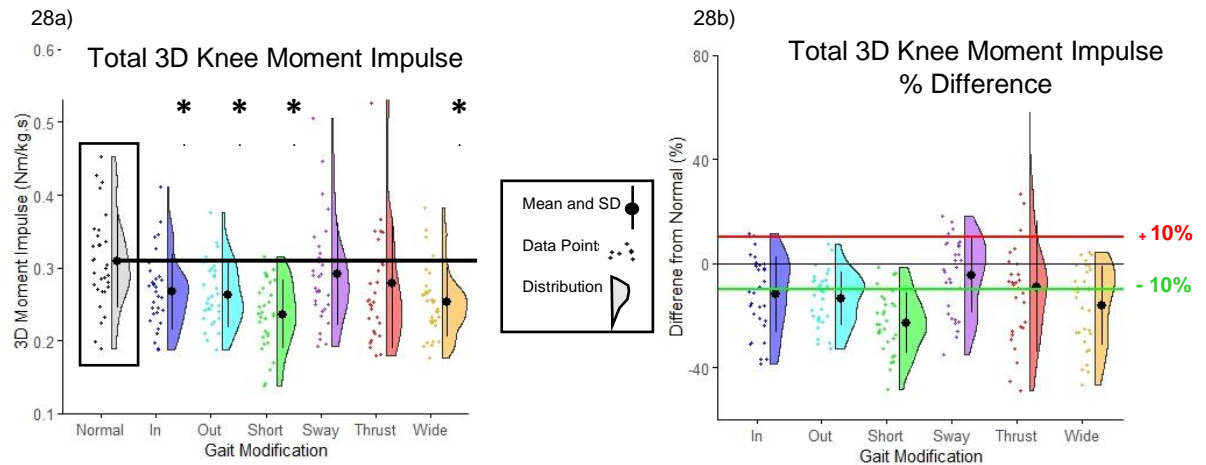 28a)
Total 3D Knee Moment Impulse
0.6
0.5
0.4
0.3
0.2
0.1
3D Moment Impulse (Nm/kg.s)
* * * *
Normal In Out Short Sway Thrust Wide
Gait Modification
Mean and SD
Data Point
Distribution
28b)
Total 3D Knee Moment Impulse
% Difference
80
40
0
-40
Differene from Normal (%)
+ 10%
- 10%
In Out Short Sway Thrust Wide
Gait Modification